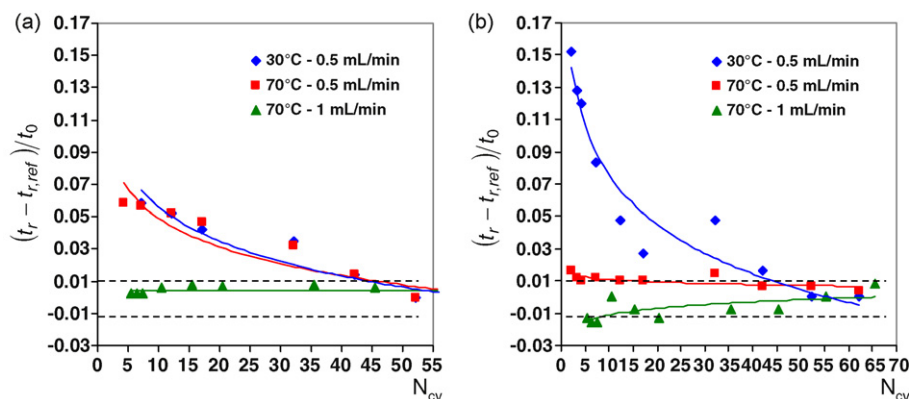 (a)
0.17
0.15
0.13
0.11
0.09
0.07
0.05
0.03
0.01
-0.01
-0.03
(t_r − t_{r,ref})/t_0
30°C - 0.5 mL/min
70°C - 0.5 mL/min
70°C - 1 mL/min
0 5 10 15 20 25 30 35 40 45 50 55
N_cv
(b)
0.17
0.15
0.13
0.11
0.09
0.07
0.05
0.03
0.01
-0.01
-0.03
(t_r − t_{r,ref})/t_0
30°C - 0.5 mL/min
70°C - 0.5 mL/min
70°C - 1 mL/min
0 5 10 15 20 25 30 35 40 45 50 55 60 65 70
N_cv